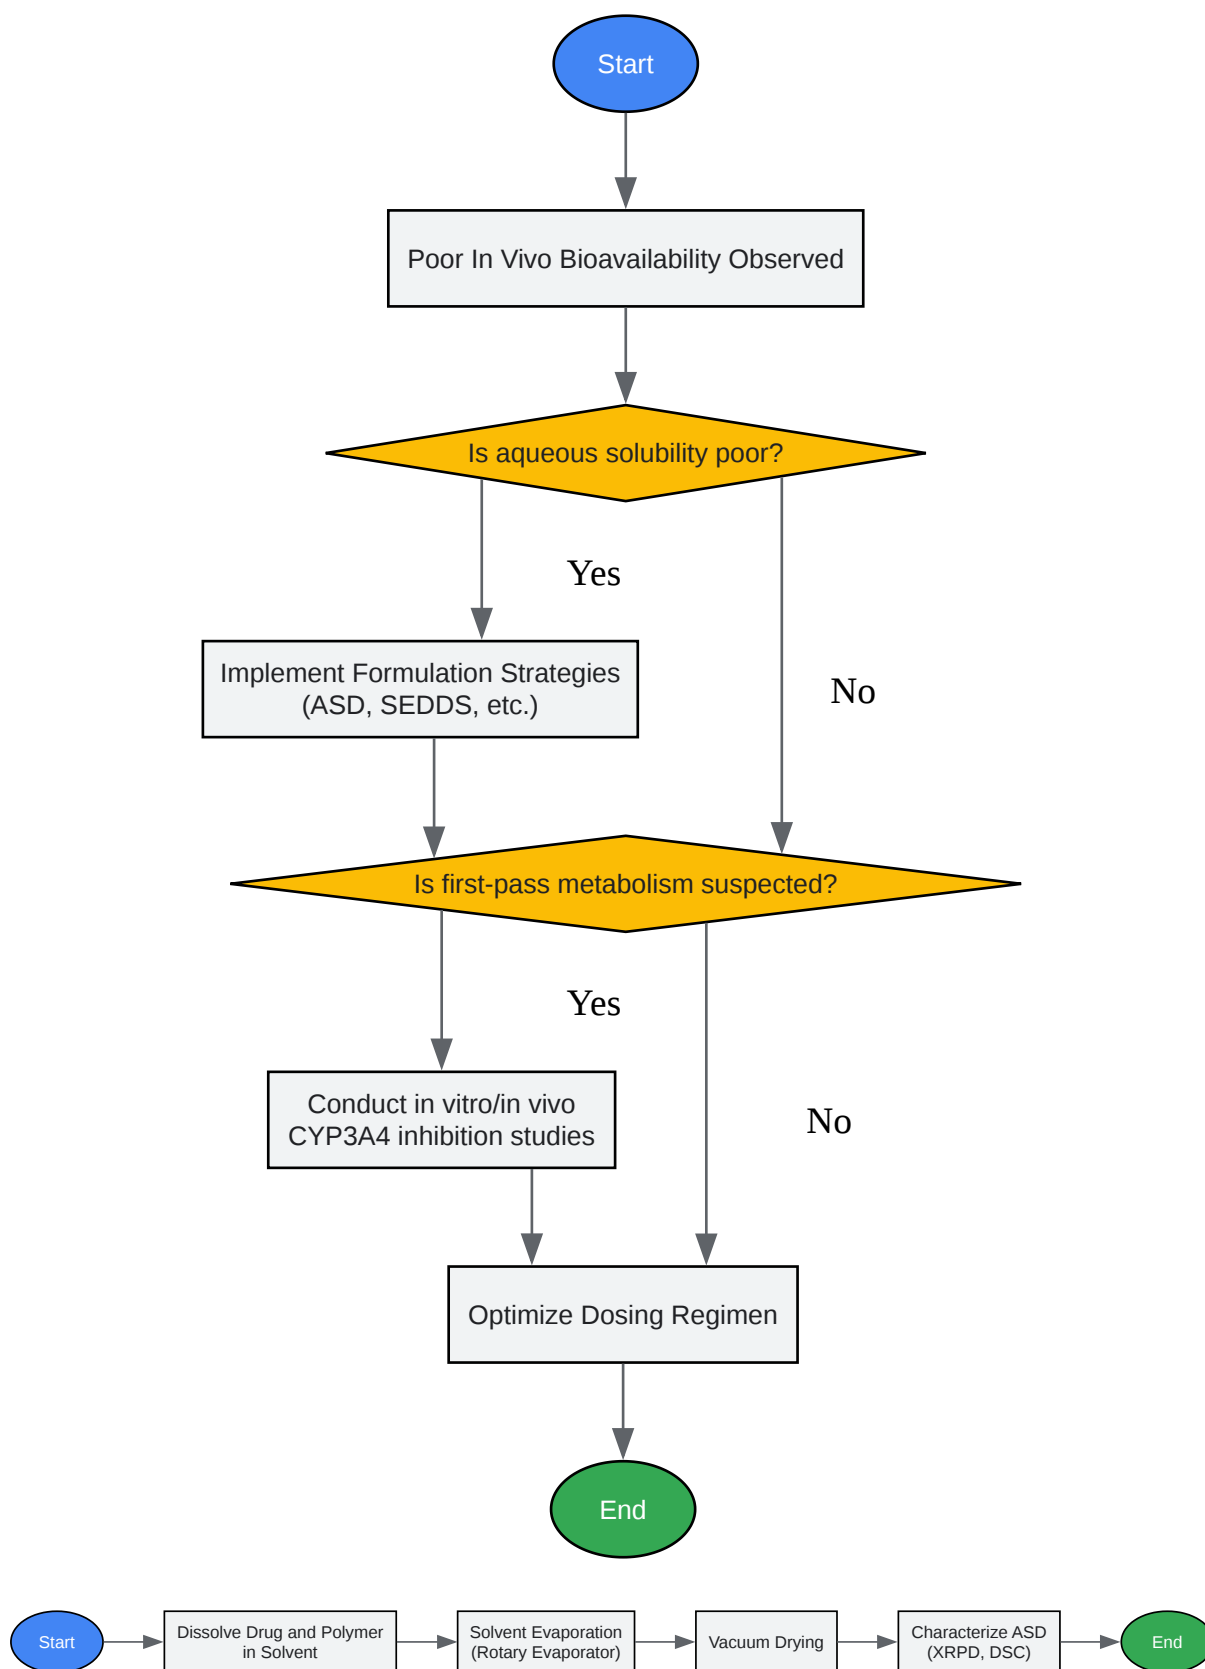 Start
Poor In Vivo Bioavailability Observed
Is aqueous solubility poor?
Yes
Implement Formulation Strategies
(ASD, SEDDS, etc.)
No
Is first-pass metabolism suspected?
Yes
Conduct in vitro/in vivo
CYP3A4 inhibition studies
No
Optimize Dosing Regimen
End
Start
Dissolve Drug and Polymer
in Solvent
Solvent Evaporation
(Rotary Evaporator)
Vacuum Drying
Characterize ASD
(XRPD, DSC)
End